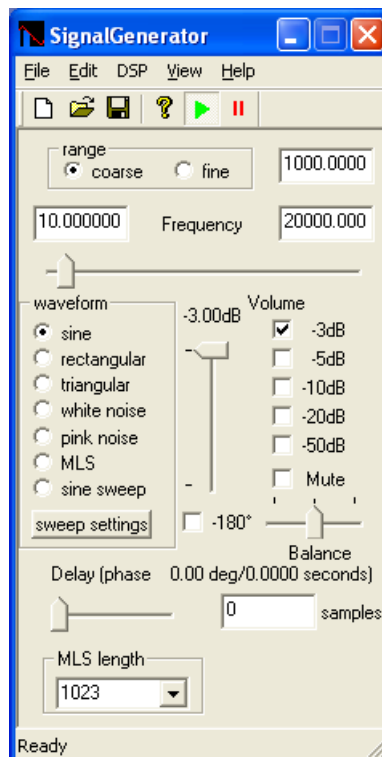 SignalGenerator
File Edit DSP View Help
range
coarse fine 1000.0000
10.000000 Frequency 20000.000
waveform
-3.00dB
Volume
sine
rectangular
triangular
white noise
pink noise
MLS
sine sweep
sweep settings
-3dB
-5dB
-10dB
-20dB
-50dB
Mute
-180°
Balance
Delay (phase 0.00 deg/0.0000 seconds)
0 samples
MLS length
1023
Ready